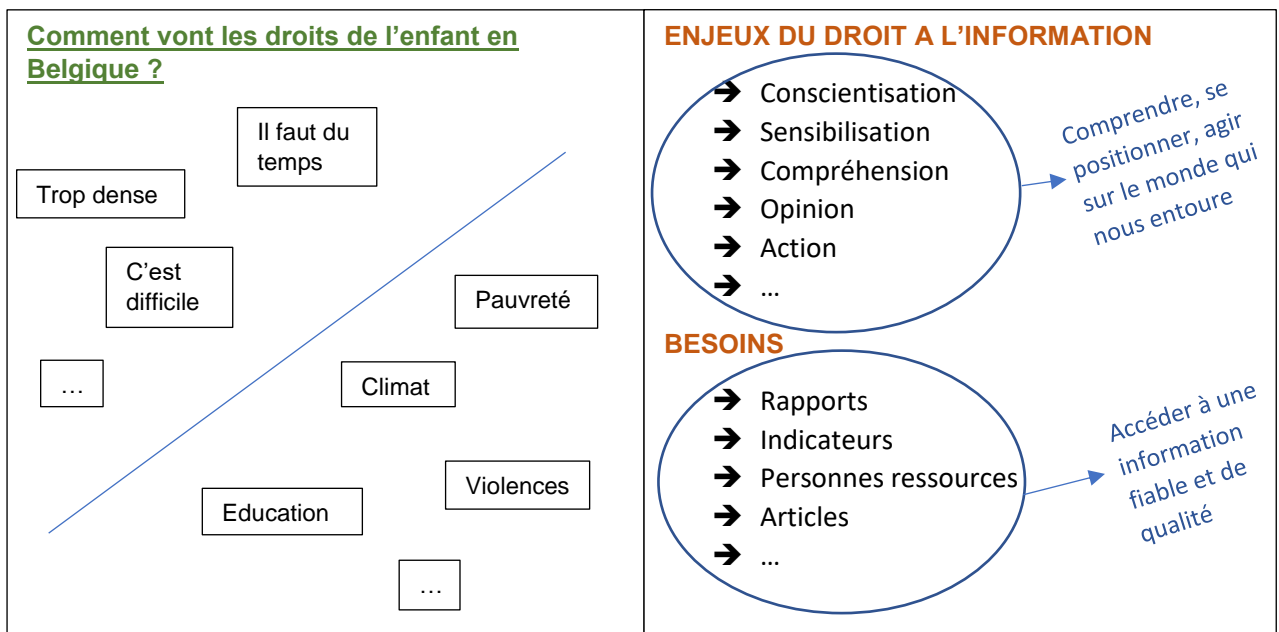 Comment vont les droits de l’enfant en
Belgique ?
Il faut du
temps
Trop dense
C’est
difficile
Pauvreté
…
Climat
Violences
Education
…
ENJEUX DU DROIT A L’INFORMATION
➔ Conscientisation
➔ Sensibilisation
➔ Compréhension
➔ Opinion
➔ Action
➔ …
Comprendre, se
positionner, agir
sur le monde qui
nous entoure
BESOINS
➔ Rapports
➔ Indicateurs
➔ Personnes ressources
➔ Articles
➔ …
Accéder à une
information
fiable et de
qualité